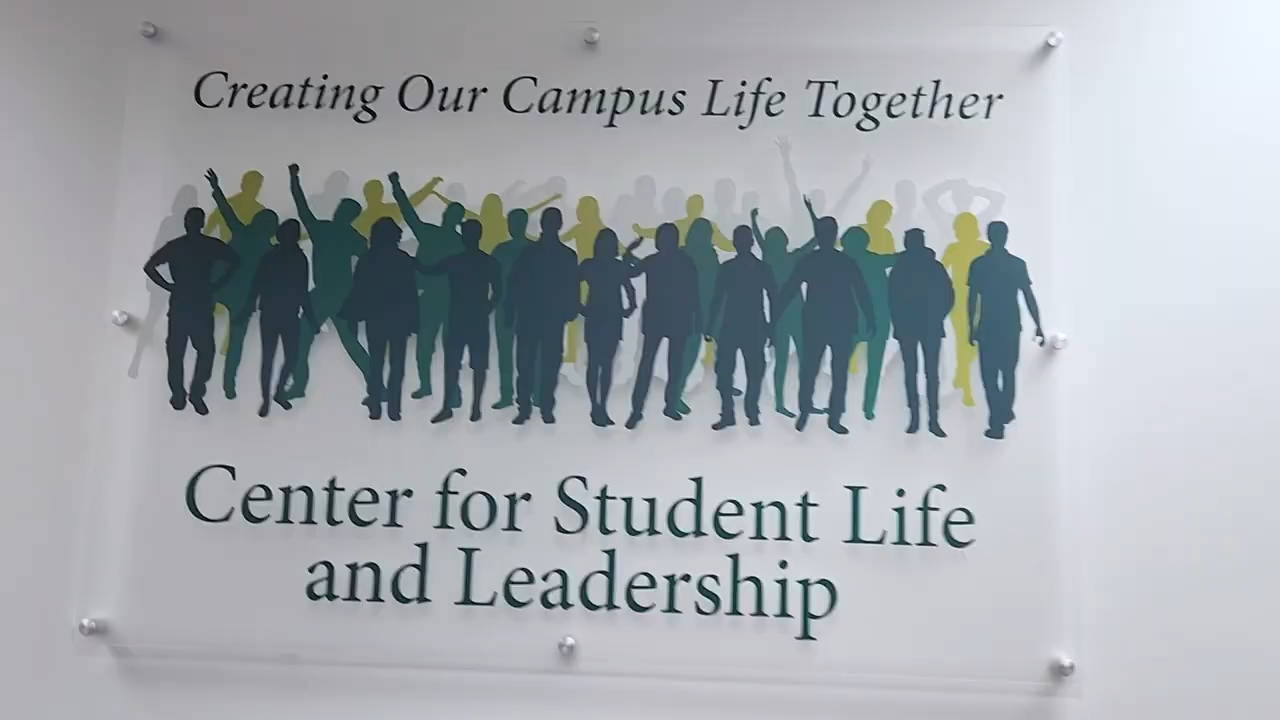 Creating Our Campus Life Together
Center for Student Life
and Leadership